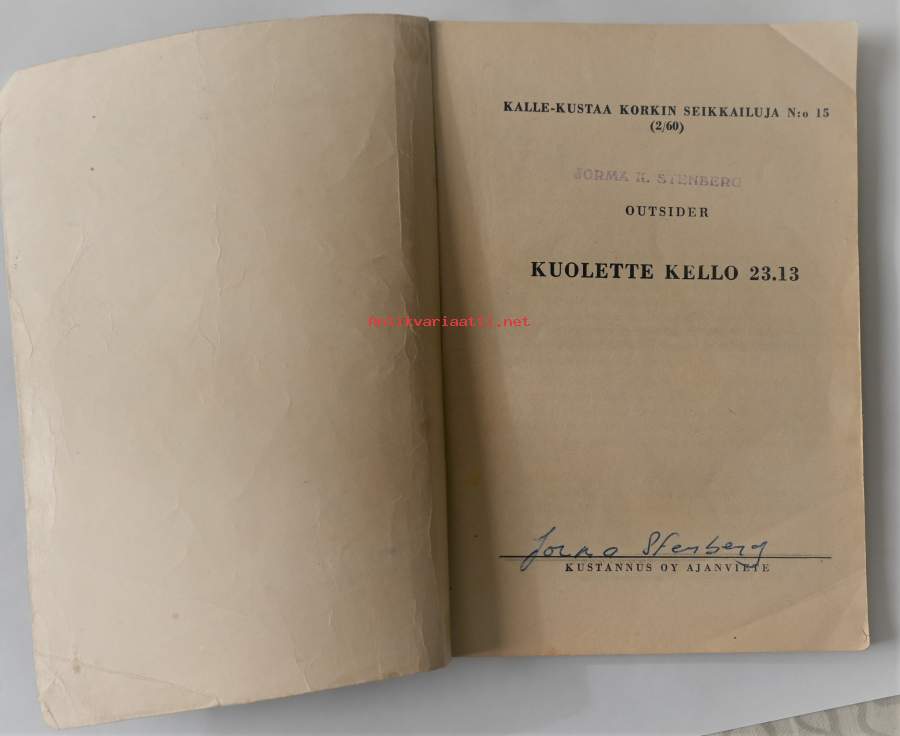 KALLE-KUSTAA KORKIN SEIKKAILUJA N:o 15
(2/60)
JORMA K. STENBERG
OUTSIDER
KUOLETTE KELLO 23.13
Antikvariaatti.net
Jorma Stenberg
KUSTANNUS OY AJANVIETE